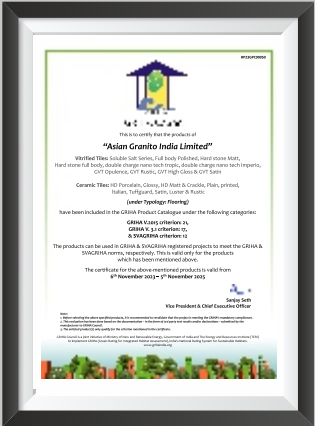 This is to certify that the products of
“Asian Granito India Limited”
Vitrified Tiles: Soluble Salt Series, Full body Polished, Hard stone Matt,
Hard stone full body, double charge nano tech tropic, double charge nano tech Imperio,
GVT Opulence, GVT Rustic, GVT High Gloss & GVT Satin
Ceramic Tiles: HD Porcelain, Glossy, HD Matt & Crackle, Plain, printed,
Italian, Tuffguard, Satin, Luster & Rustic
(under Typology: Flooring)
have been included in the GRIHA Product Catalogue under the following categories:
GRIHA V.2015 criterion: 21,
GRIHA V. 3.1 criterion: 17,
& SVAGRIHA criterion: 12
The products can be used in GRIHA & SVAGRIHA registered projects to meet the GRIHA &
SVAGRIHA norms, respectively. This is valid only for the products
which has been mentioned above.
The certificate for the above-mentioned products is valid from
6th November 2023 – 5th November 2025
Sanjay Seth
Vice President & Chief Executive Officer
Note: